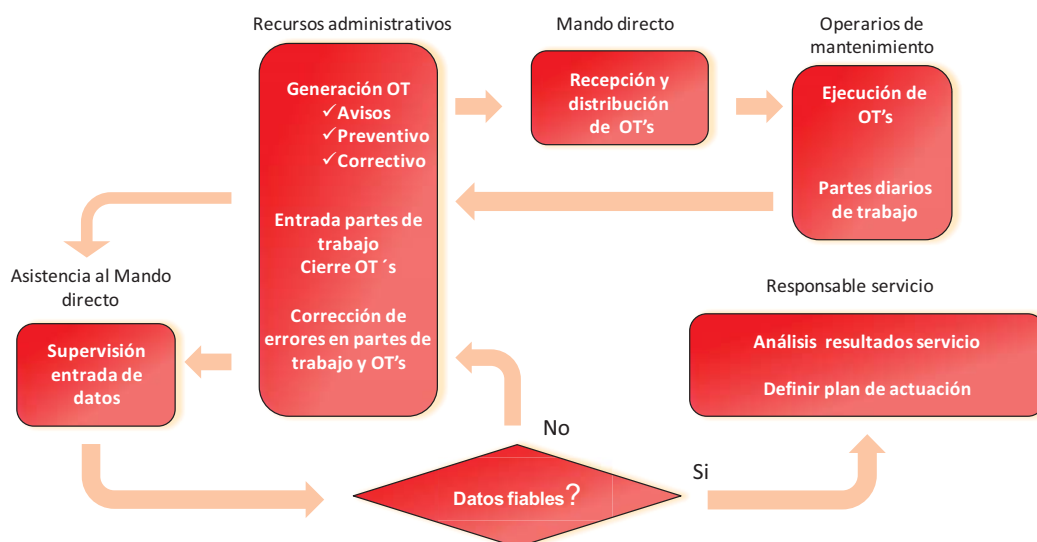 Recursos administrativos
Generación OT
✓Avisos
✓Preventivo
✓Correctivo
Entrada partes de
trabajo
Cierre OT ´s
Corrección de
errores en partes de
trabajo y OT's
Mando directo
Recepción y
distribución
de OT's
Operarios de
mantenimiento
Ejecución de
OT's
Partes diarios
de trabajo
Asistencia al Mando
directo
Supervisión
entrada de
datos
Responsable servicio
Análisis resultados servicio
Definir plan de actuación
No
Si
Datos fiables?